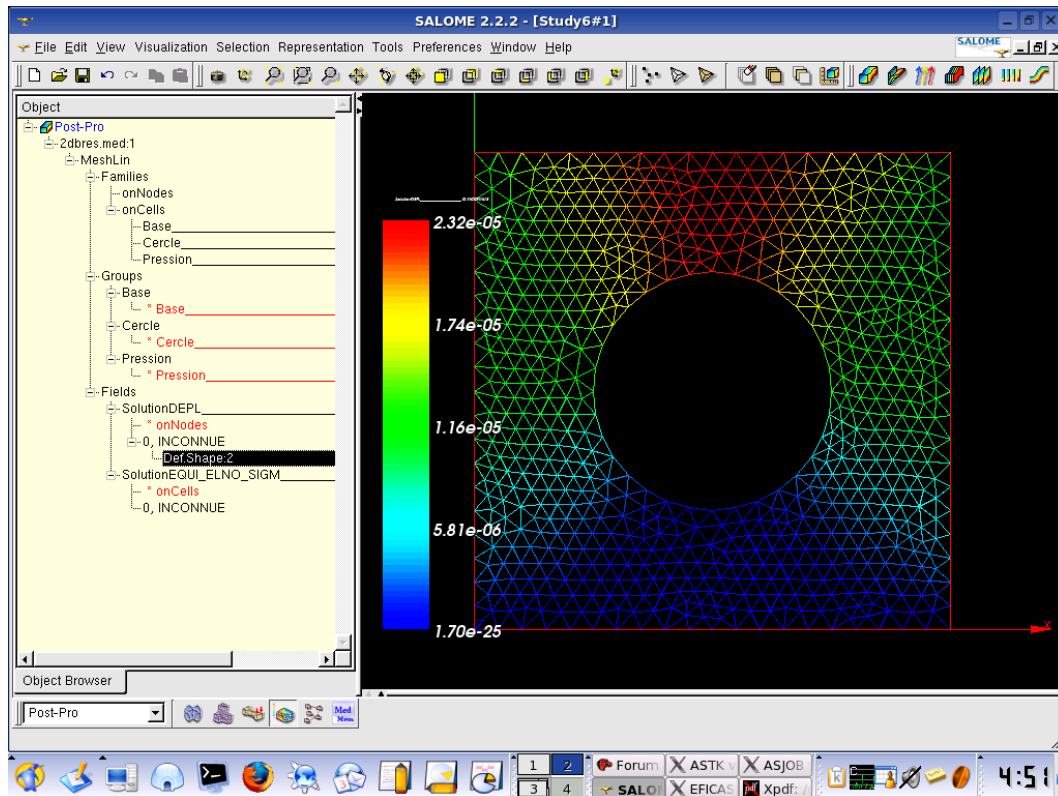 SALOME 2.2.2 - [Study6#1]
File Edit View Visualization Selection Representation Tools Preferences Window Help
SALOME
Object
Post-Pro
2dbres.med:1
MeshLin
Families
onNodes
onCells
Base
Cercle
Pression
Groups
Base
* Base
Cercle
* Cercle
Pression
* Pression
Fields
SolutionDEPL
* onNodes
0, INCONNUE
Def.Shape:2
SolutionEQUI_ELNO_SIGM
* onCells
0, INCONNUE
2.32e-05
1.74e-05
1.16e-05
5.81e-06
1.70e-25
X
Object Browser
Post-Pro
Med
Mem
1 2 Forum ASTK v ASJOB
3 4 SALOM EFICAS Xpdf: /
4:51